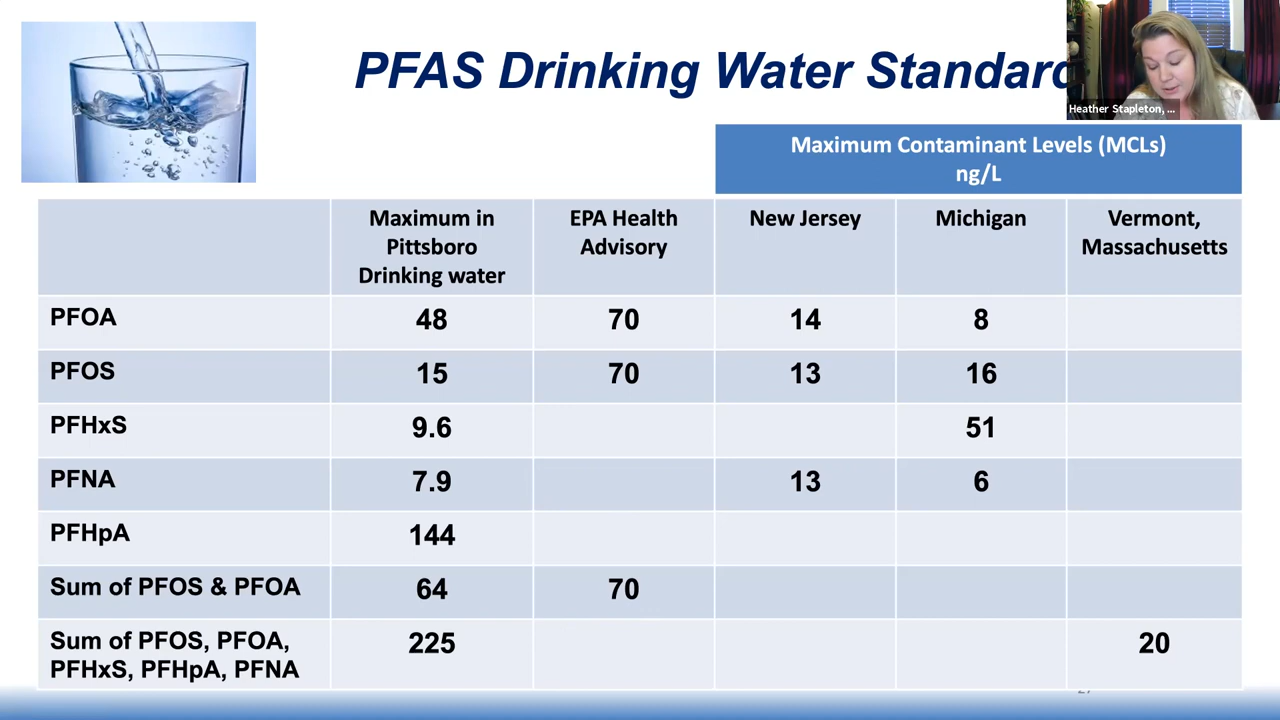 PFAS Drinking Water Standard
Heather Stapleton, ...
Maximum Contaminant Levels (MCLs)
ng/L
Maximum in Pittsboro Drinking water
EPA Health Advisory
New Jersey
Michigan
Vermont, Massachusetts
PFOA 48 70 14 8
PFOS 15 70 13 16
PFHxS 9.6 51
PFNA 7.9 13 6
PFHpA 144
Sum of PFOS & PFOA 64 70
Sum of PFOS, PFOA, PFHxS, PFHpA, PFNA 225 20